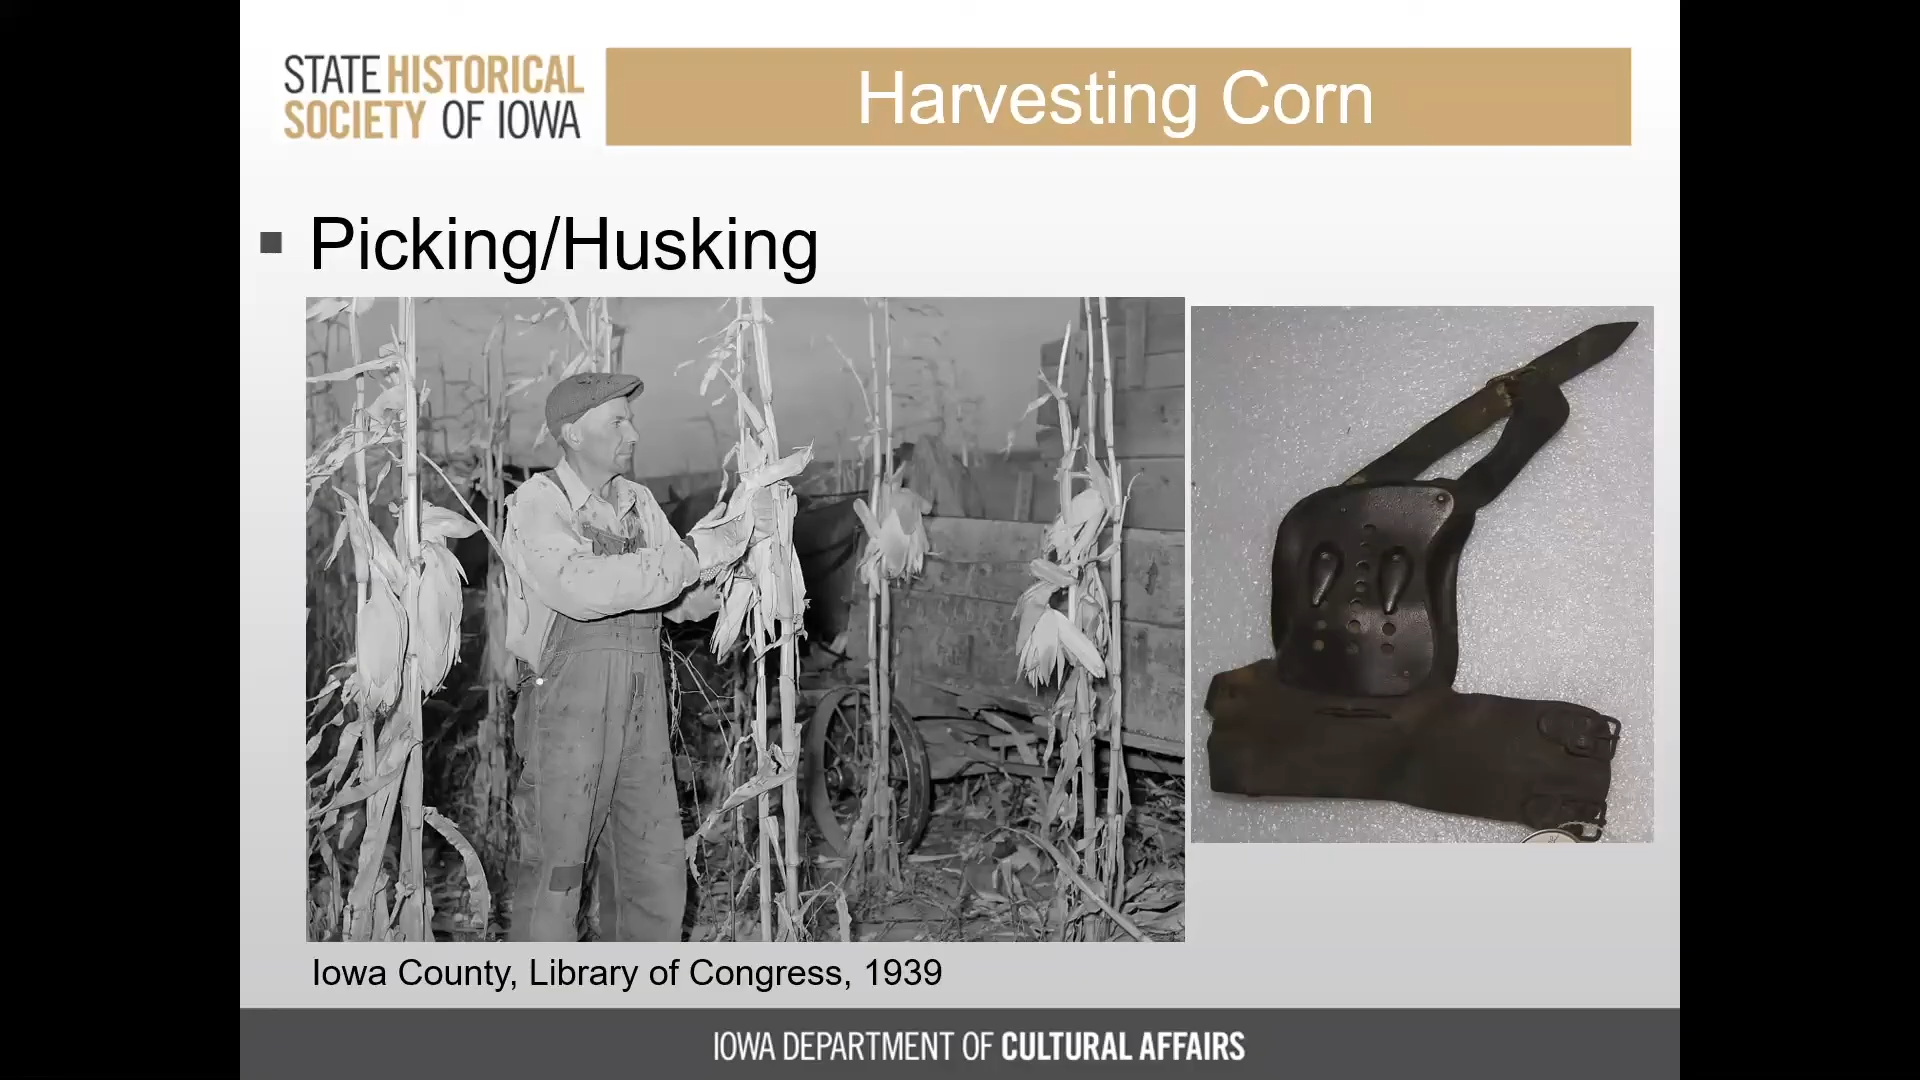 STATE HISTORICAL
SOCIETY OF IOWA
Harvesting Corn
Picking/Husking
Iowa County, Library of Congress, 1939
IOWA DEPARTMENT OF CULTURAL AFFAIRS